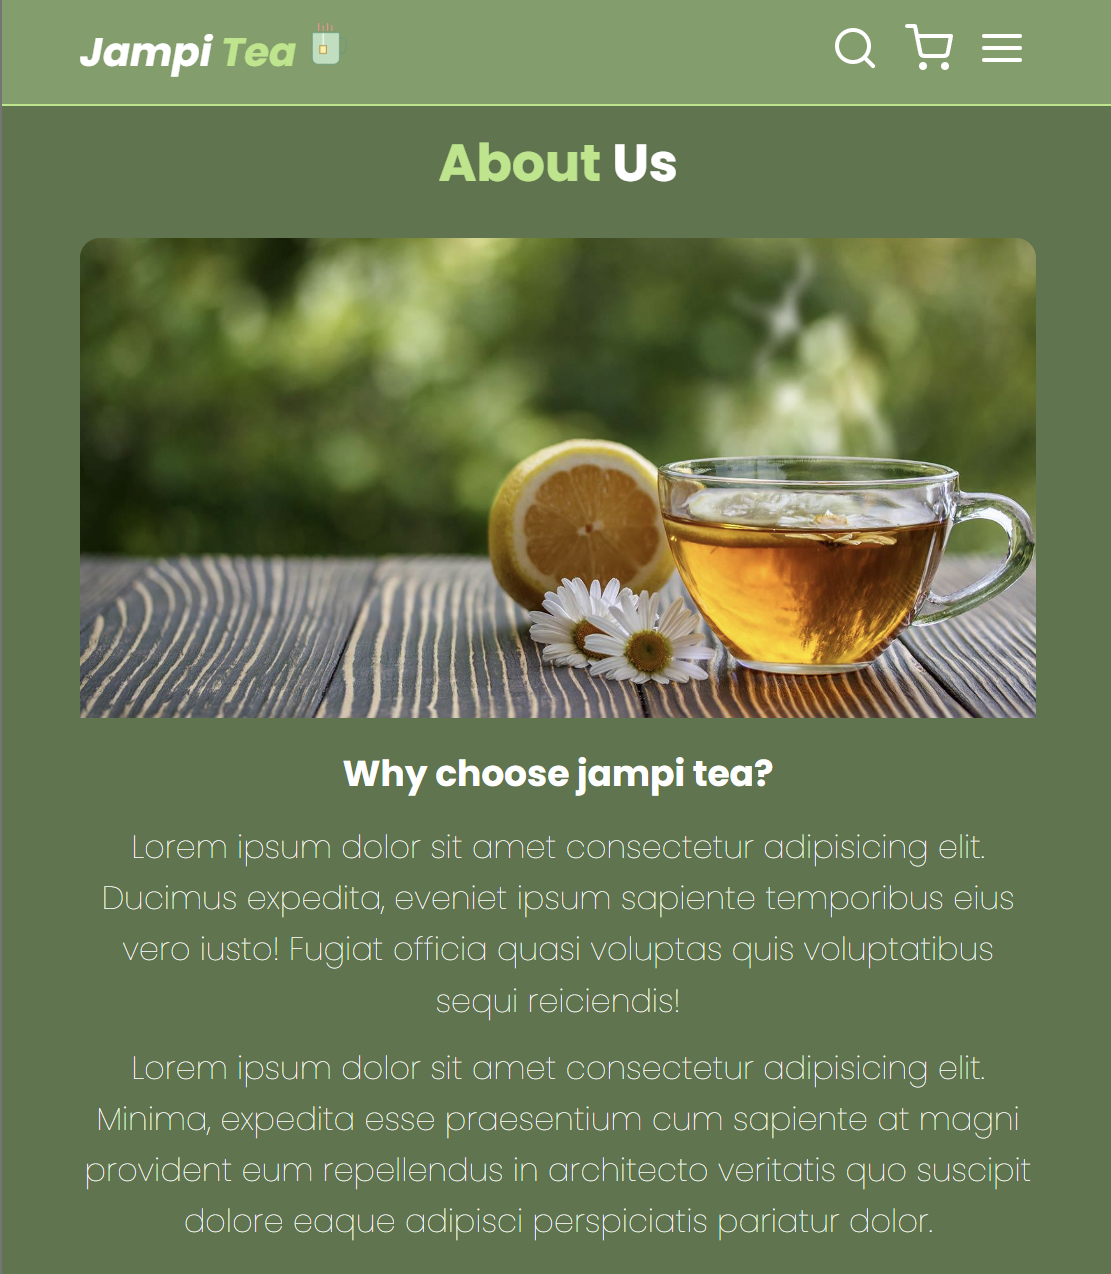 Jampi Tea
About Us
Why choose jampi tea?
Lorem ipsum dolor sit amet consectetur adipisicing elit.
Ducimus expedita, eveniet ipsum sapiente temporibus eius
vero iusto! Fugiat officia quasi voluptas quis voluptatibus
sequi reiciendis!
Lorem ipsum dolor sit amet consectetur adipisicing elit.
Minima, expedita esse praesentium cum sapiente at magni
provident eum repellendus in architecto veritatis quo suscipit
dolore eaque adipisci perspiciatis pariatur dolor.